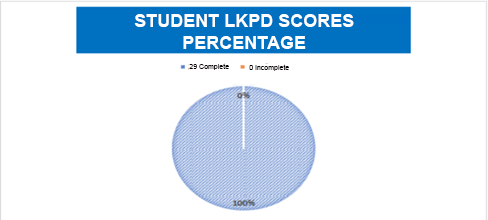 STUDENT LKPD SCORES
PERCENTAGE
29 Complete 0 Incomplete
0%
100%